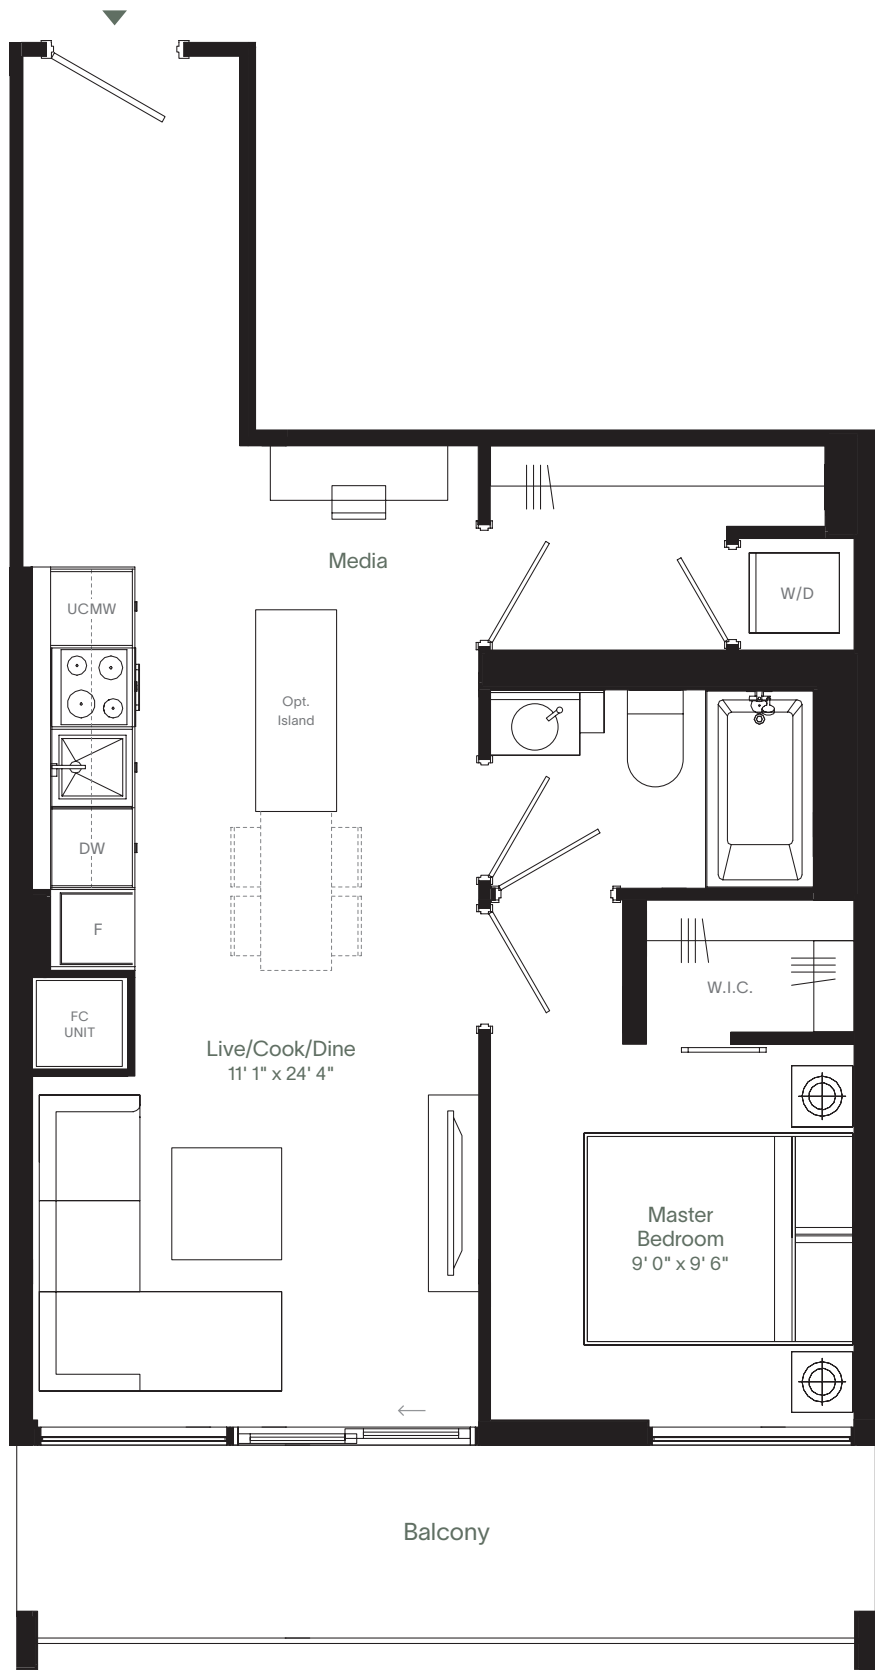 Media
UCMW
W/D
Opt.
Island
DW
F
W.I.C.
FC
UNIT
Live/Cook/Dine
11' 1" x 24' 4"
Master
Bedroom
9' 0" x 9' 6"
Balcony